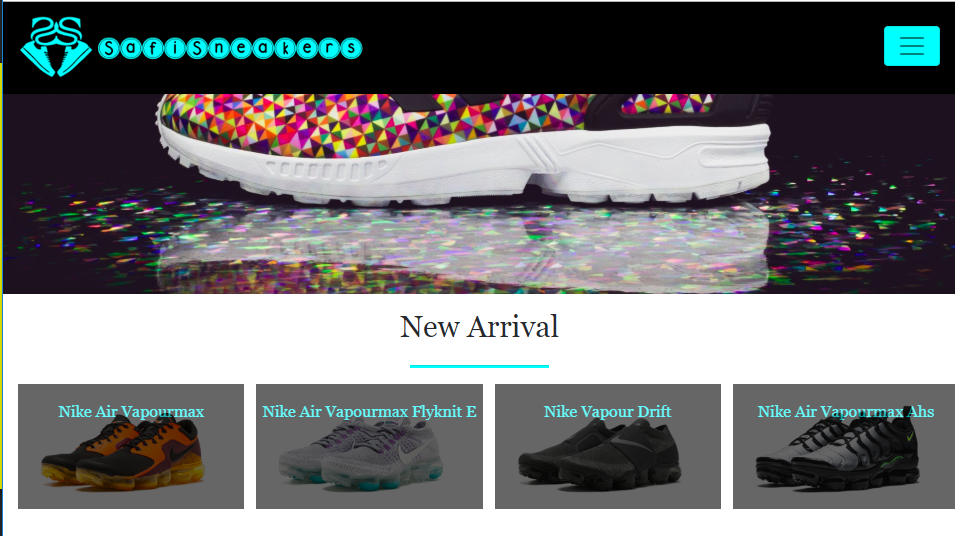 SafiSneakers
New Arrival
Nike Air Vapourmax
Nike Air Vapourmax Flyknit E
Nike Vapour Drift
Nike Air Vapourmax Ahs